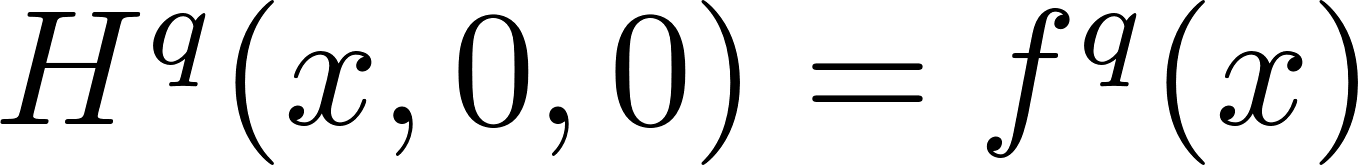 H^q(x, 0, 0) = f^q(x)